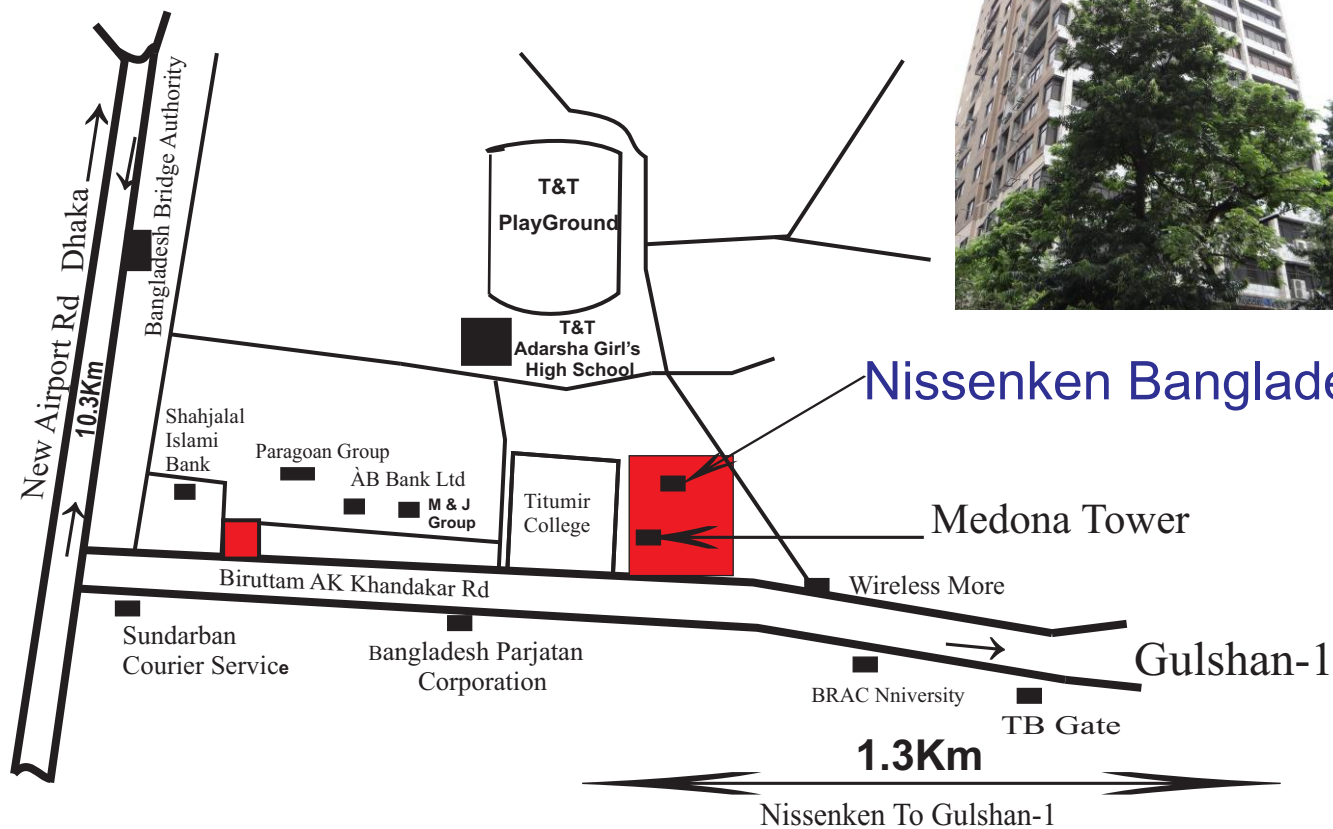 New Airport Rd Dhaka
10.3Km
Bangladesh Bridge Authority
T&T
PlayGround
T&T
Adarsha Girl's
High School
Nissenken Banglade
Shahjalal
Islami
Bank
Paragoan Group
ÀB Bank Ltd
M & J
Group
Titumir
College
Medona Tower
Biruttam AK Khandakar Rd
Wireless More
Sundarban
Courier Service
Bangladesh Parjatan
Corporation
BRAC Nniversity
TB Gate
Gulshan-1
1.3Km
Nissenken To Gulshan-1